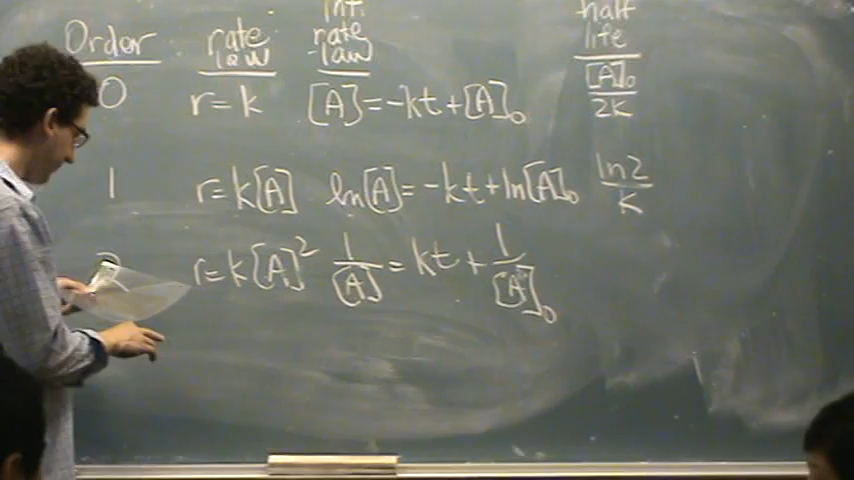 Order rate law int. rate law half life
0 r=k [A]=-kt+[A]₀ [A]₀/2k
1 r=k[A] ln[A]=-kt+ln[A]₀ ln2/k
2 r=k[A]² 1/[A]=kt+1/[A]₀